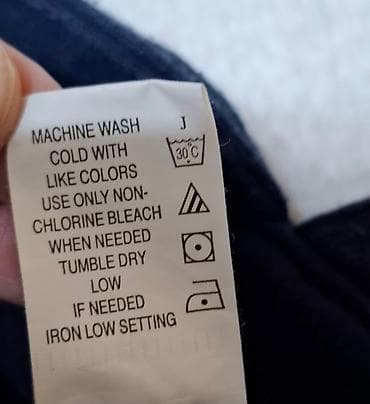 MACHINE WASH
J
COLD WITH
30°C
LIKE COLORS
USE ONLY NON-
CHLORINE BLEACH
WHEN NEEDED
TUMBLE DRY
LOW
IF NEEDED
IRON LOW SETTING